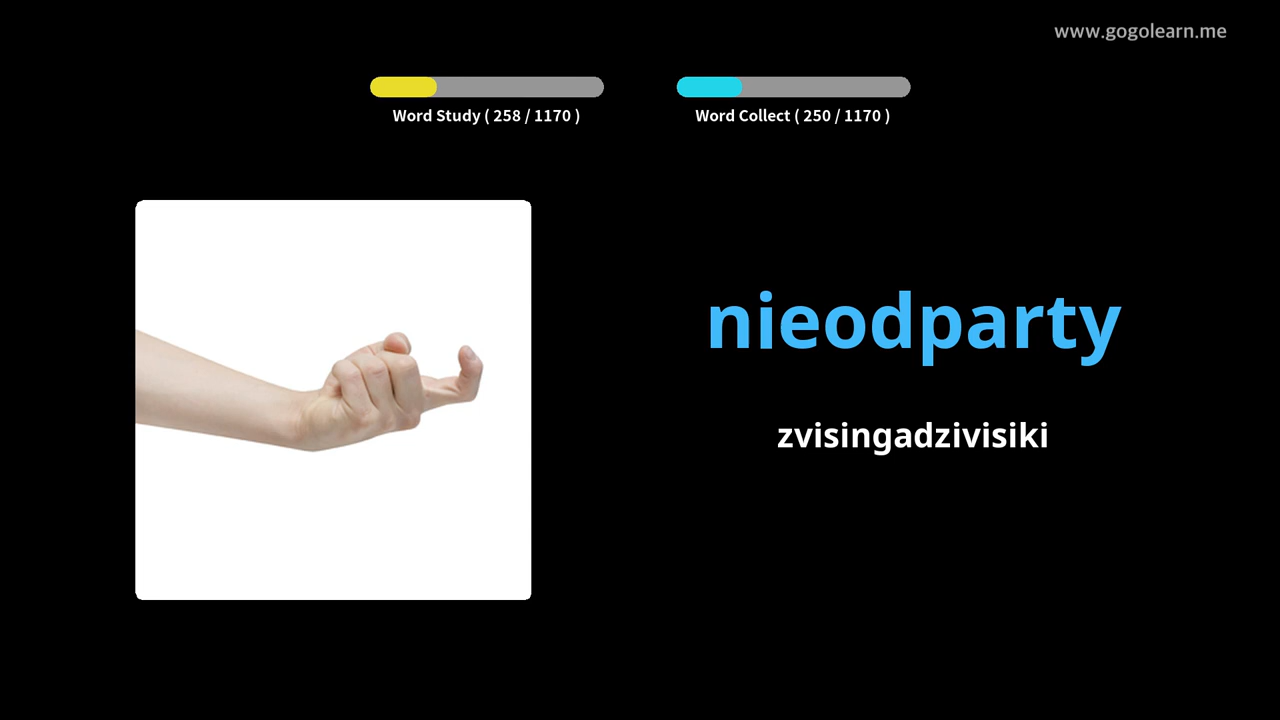 www.gogolearn.me
Word Study ( 258 / 1170 )
Word Collect ( 250 / 1170 )
nieodparty
zvisingadzivisiki